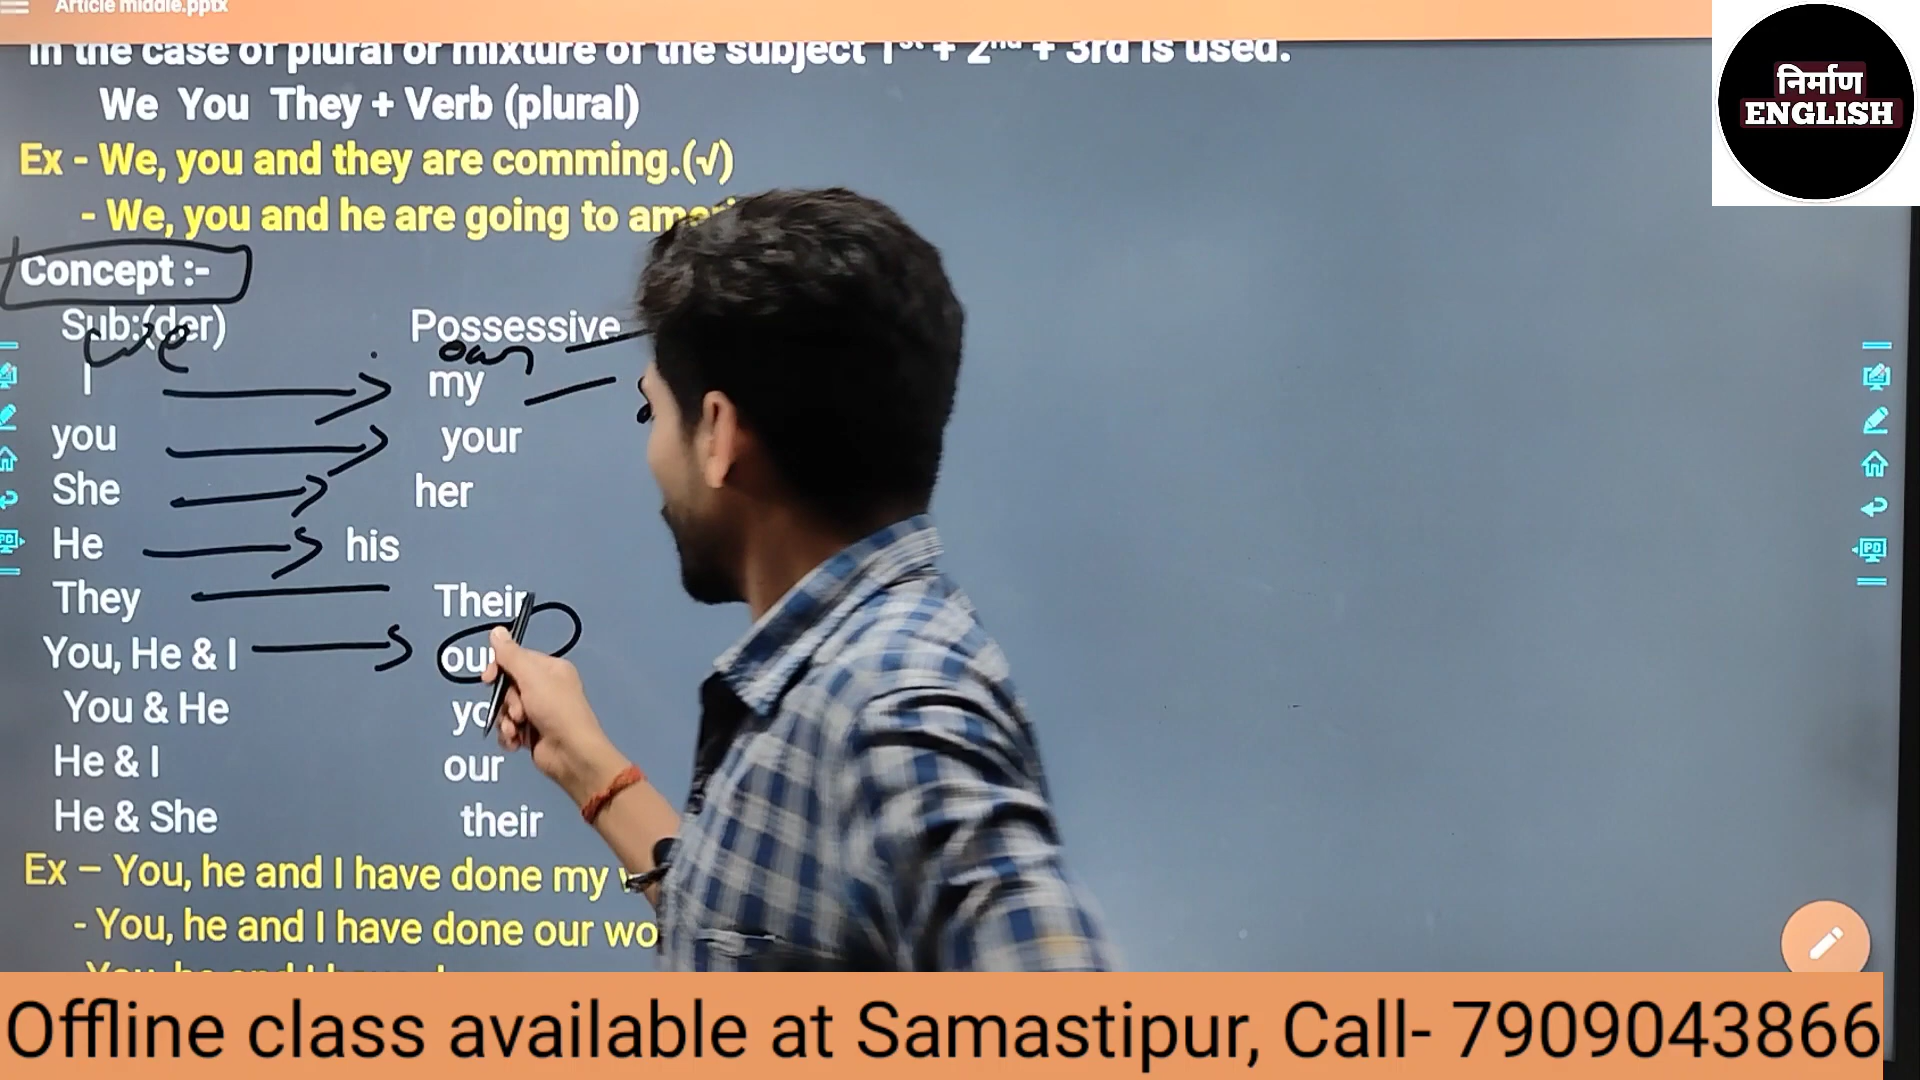 Article middle.pptx
in the case of plural or mixture of the subject 1st + 2nd + 3rd is used.
निर्माण
ENGLISH
We You They + Verb (plural)
Ex - We, you and they are comming.(√)
- We, you and he are going to
Concept :-
Sub:(der) Possessive
we our
I my
you your
She her
He his
They Their
You, He & I our
You & He
He & I our
He & She their
Ex – You, he and I have done my
- You, he and I have done our
Offline class available at Samastipur, Call- 7909043866